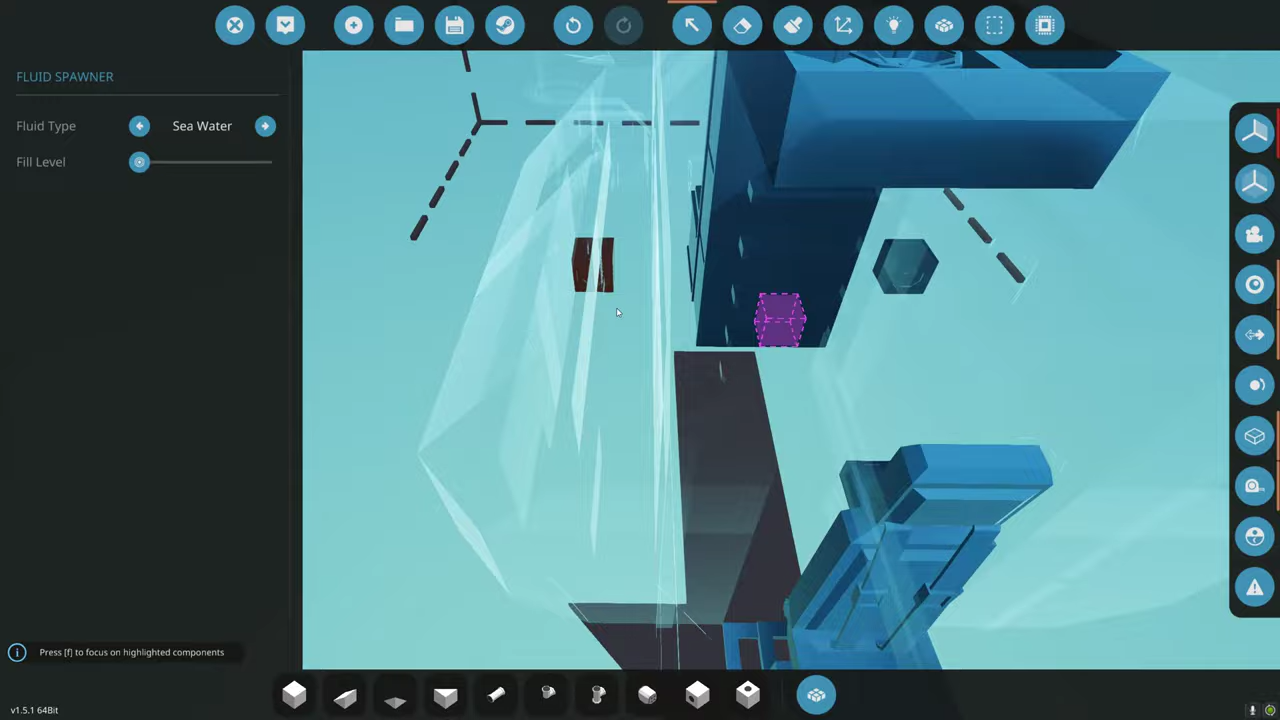 FLUID SPAWNER
Fluid Type
Sea Water
Fill Level
Press [f] to focus on highlighted components
v1.5.1 64Bit